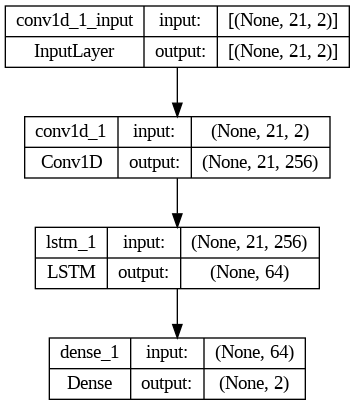 conv1d_1_input input: [(None, 21, 2)]
InputLayer output: [(None, 21, 2)]
conv1d_1 input: (None, 21, 2)
Conv1D output: (None, 21, 256)
lstm_1 input: (None, 21, 256)
LSTM output: (None, 64)
dense_1 input: (None, 64)
Dense output: (None, 2)